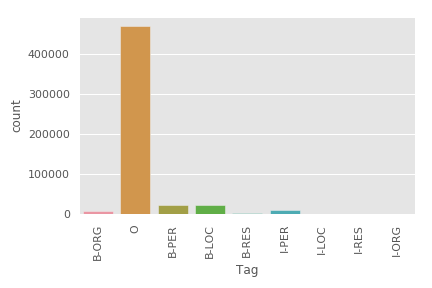 400000
300000
200000
100000
0
count
B-ORG
O
B-PER
B-LOC
B-RES
I-PER
I-LOC
I-RES
I-ORG
Tag